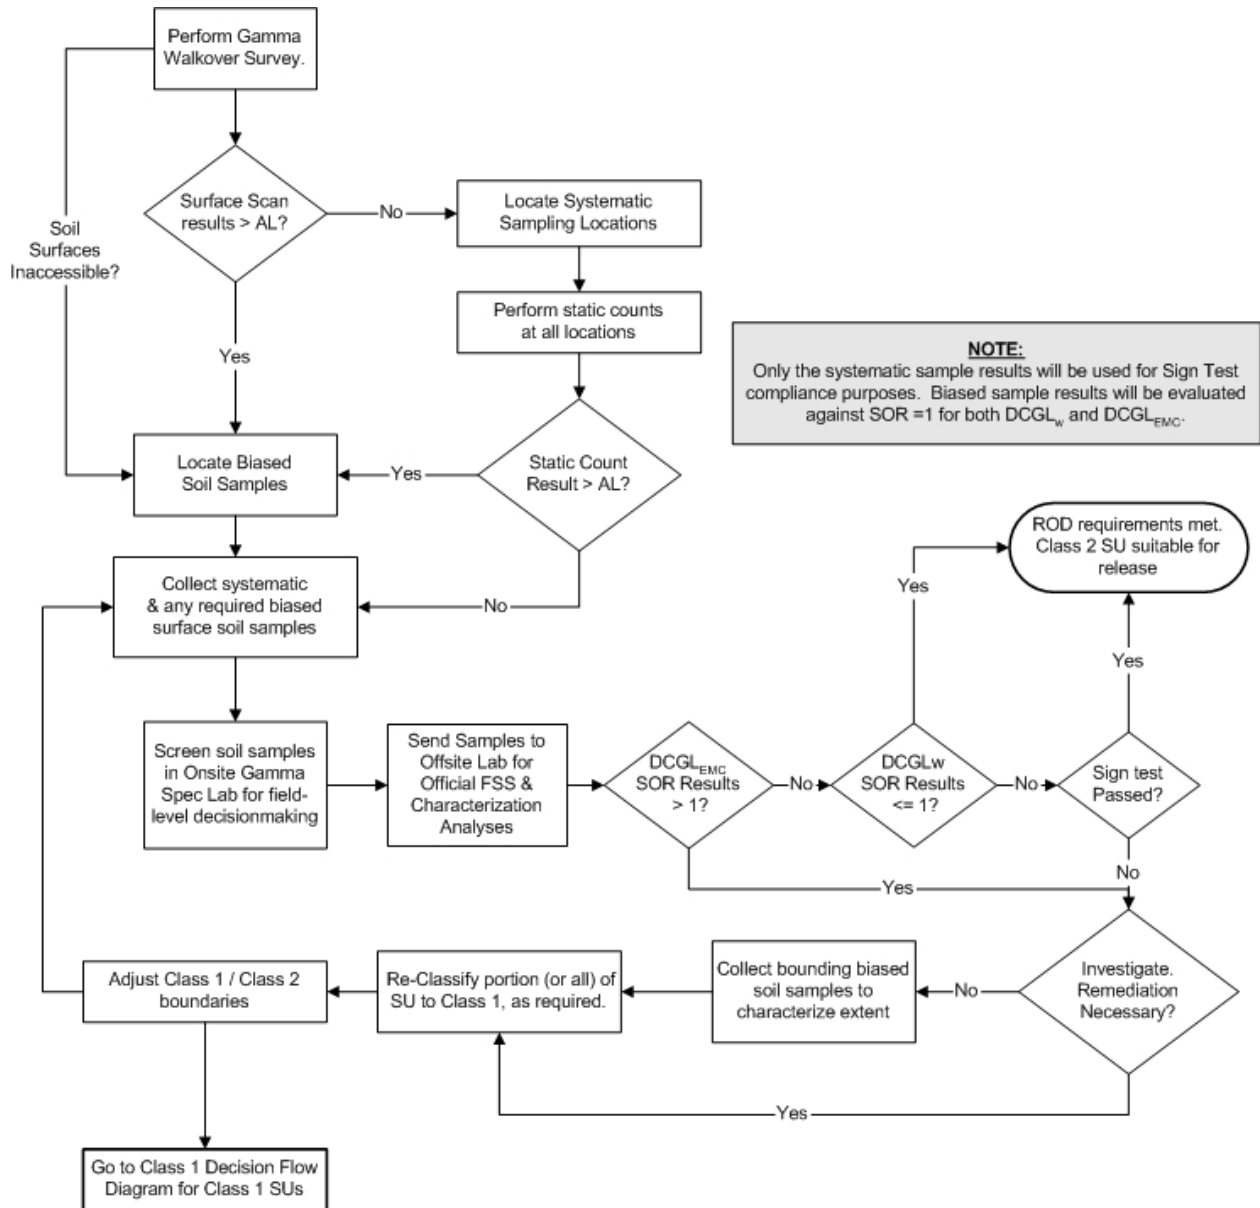 Perform Gamma
Walkover Survey.
Soil
Surfaces
Inaccessible?
Surface Scan
results > AL?
No
Locate Systematic
Sampling Locations
Perform static counts
at all locations
Yes
NOTE:
Only the systematic sample results will be used for Sign Test
compliance purposes.  Biased sample results will be evaluated
against SOR =1 for both DCGLw and DCGLEMC.
Locate Biased
Soil Samples
Yes
Static Count
Result > AL?
No
Collect systematic
& any required biased
surface soil samples
ROD requirements met.
Class 2 SU suitable for
release
Yes
Yes
Screen soil samples
in Onsite Gamma
Spec Lab for field-
level decisionmaking
Send Samples to
Offsite Lab for
Official FSS &
Characterization
Analyses
DCGLEMC
SOR Results
> 1?
No
DCGLw
SOR Results
<= 1?
No
Sign test
Passed?
No
Yes
Adjust Class 1 / Class 2
boundaries
Re-Classify portion (or all) of
SU to Class 1, as required.
Collect bounding biased
soil samples to
characterize extent
No
Investigate.
Remediation
Necessary?
Yes
Go to Class 1 Decision Flow
Diagram for Class 1 SUs